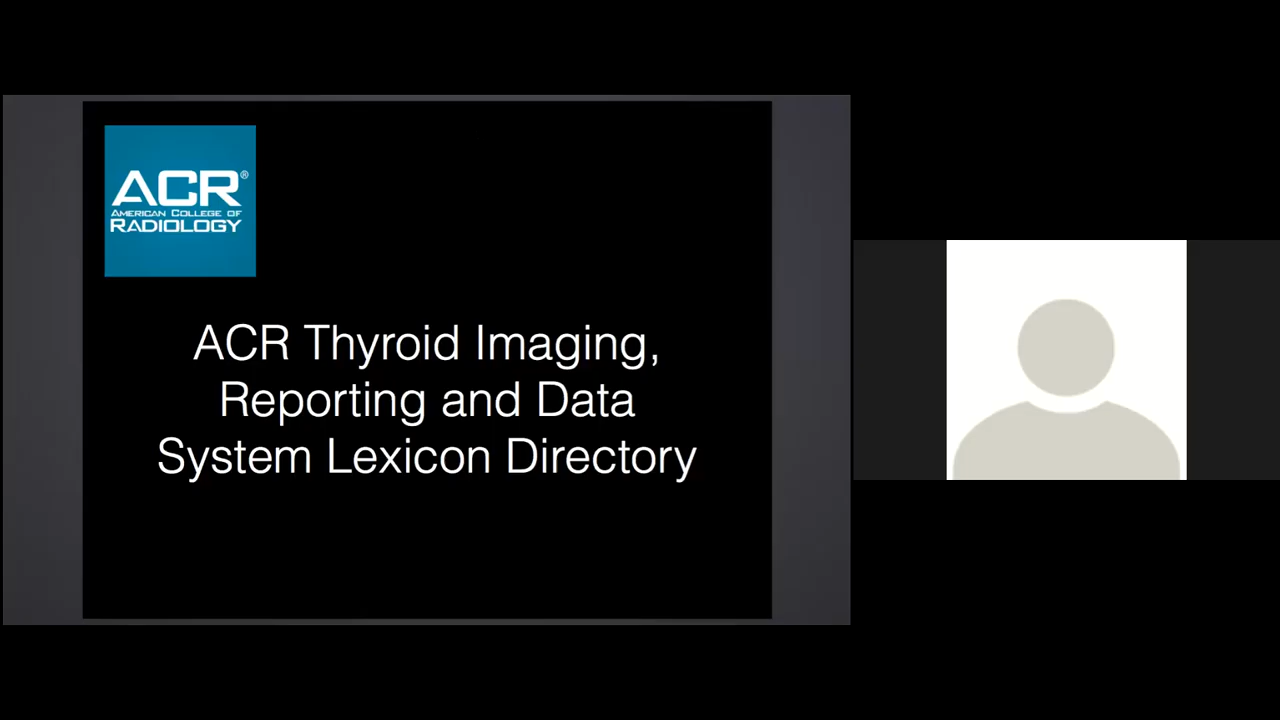 ACR®
AMERICAN COLLEGE OF
RADIOLOGY
ACR Thyroid Imaging,
Reporting and Data
System Lexicon Directory